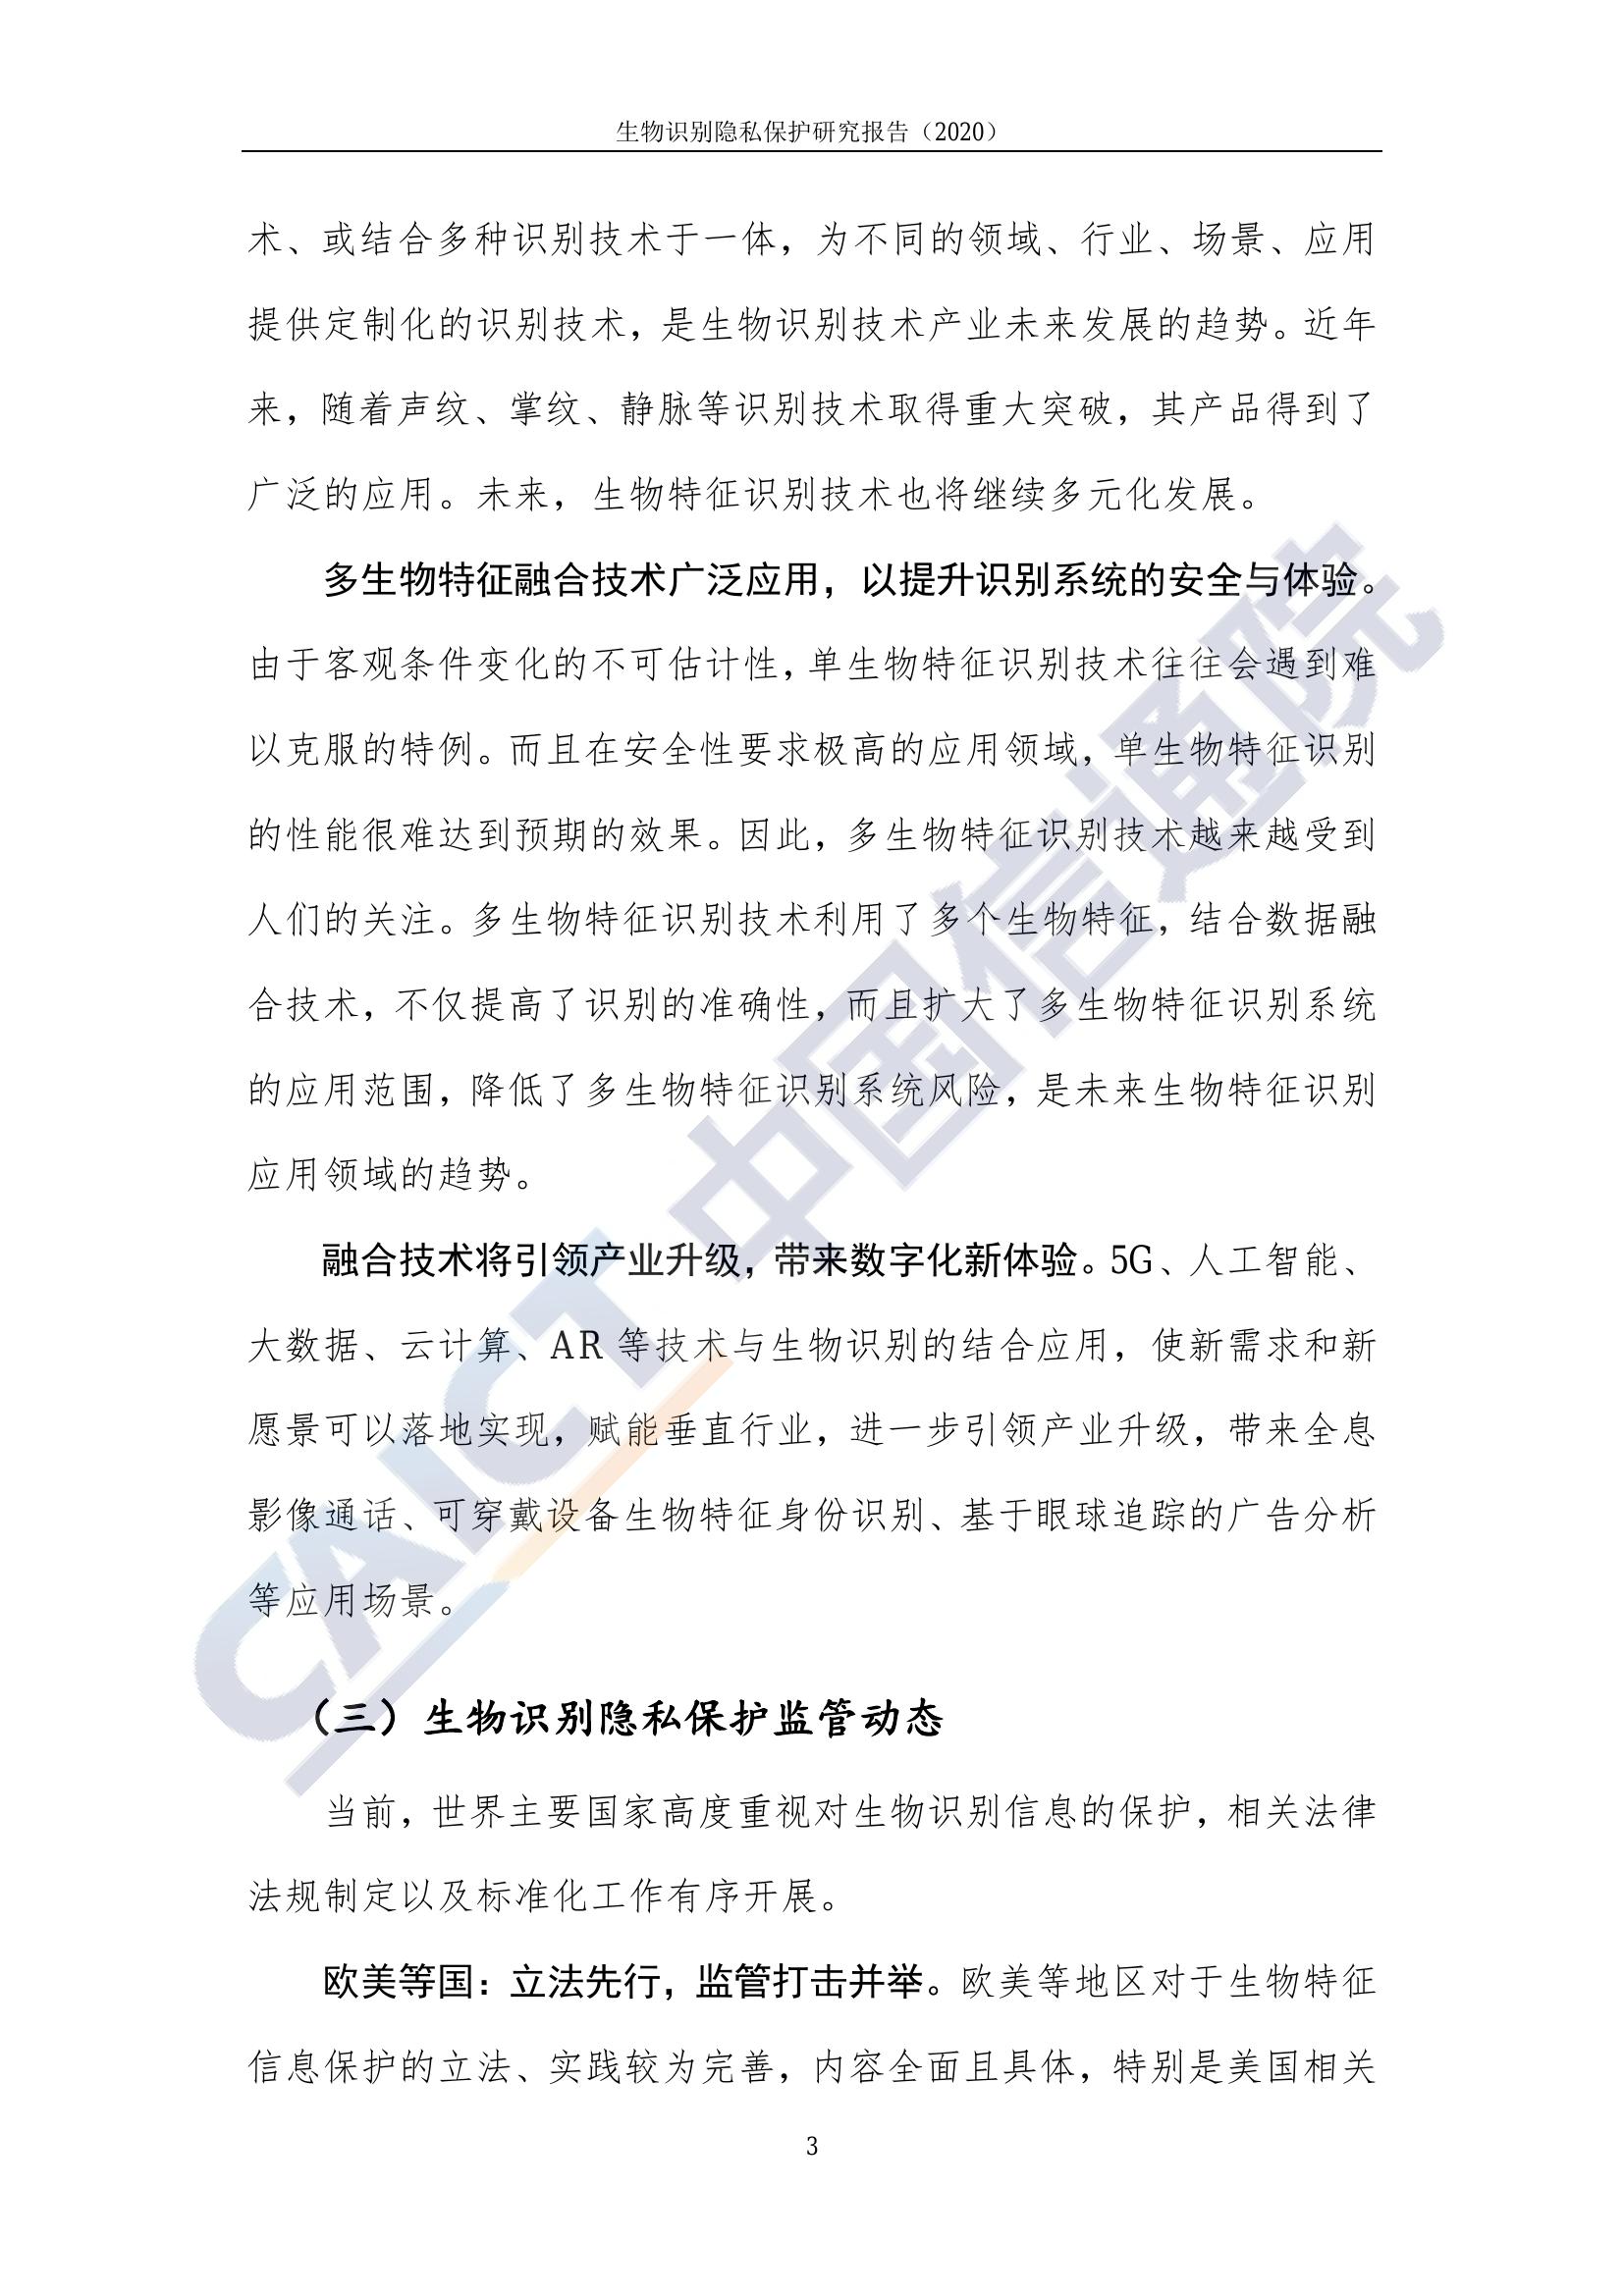 生物识别隐私保护研究报告（2020）
术、或结合多种识别技术于一体，为不同的领域、行业、场景、应用
提供定制化的识别技术，是生物识别技术产业未来发展的趋势。近年
来，随着声纹、掌纹、静脉等识别技术取得重大突破，其产品得到了
广泛的应用。未来，生物特征识别技术也将继续多元化发展。
多生物特征融合技术广泛应用，以提升识别系统的安全与体验。
由于客观条件变化的不可估计性，单生物特征识别技术往往会遇到难
以克服的特例。而且在安全性要求极高的应用领域，单生物特征识别
的性能很难达到预期的效果。因此，多生物特征识别技术越来越受到
人们的关注。多生物特征识别技术利用了多个生物特征，结合数据融
合技术，不仅提高了识别的准确性，而且扩大了多生物特征识别系统
的应用范围，降低了多生物特征识别系统风险，是未来生物特征识别
应用领域的趋势。
融合技术将引领产业升级，带来数字化新体验。5G、人工智能、
大数据、云计算、AR 等技术与生物识别的结合应用，使新需求和新
愿景可以落地实现，赋能垂直行业，进一步引领产业升级，带来全息
影像通话、可穿戴设备生物特征身份识别、基于眼球追踪的广告分析
等应用场景。
（三）生物识别隐私保护监管动态
当前，世界主要国家高度重视对生物识别信息的保护，相关法律
法规制定以及标准化工作有序开展。
欧美等国：立法先行，监管打击并举。欧美等地区对于生物特征
信息保护的立法、实践较为完善，内容全面且具体，特别是美国相关
3
CAICT 中国信通院